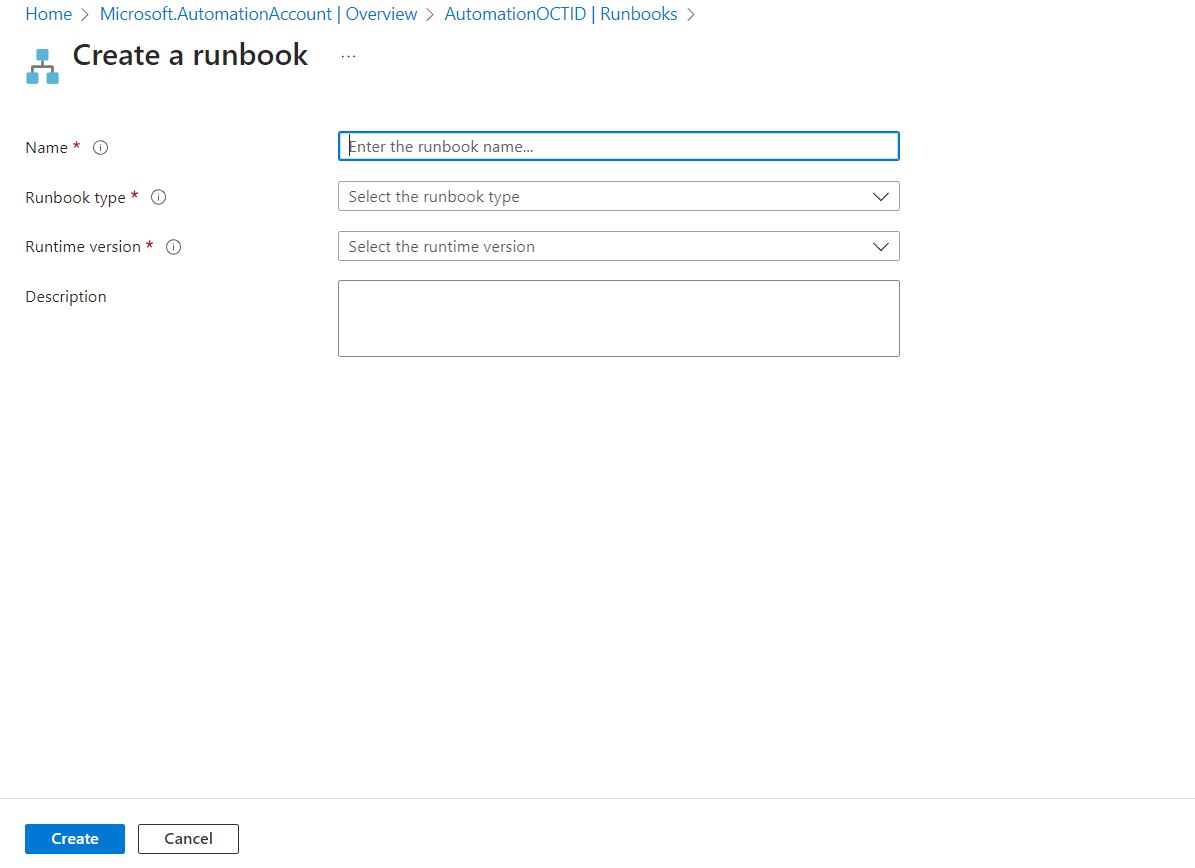 Home > Microsoft.AutomationAccount | Overview > AutomationOCTID | Runbooks >
Create a runbook ...
Name *
Enter the runbook name...
Runbook type *
Select the runbook type
Runtime version *
Select the runtime version
Description
Create
Cancel